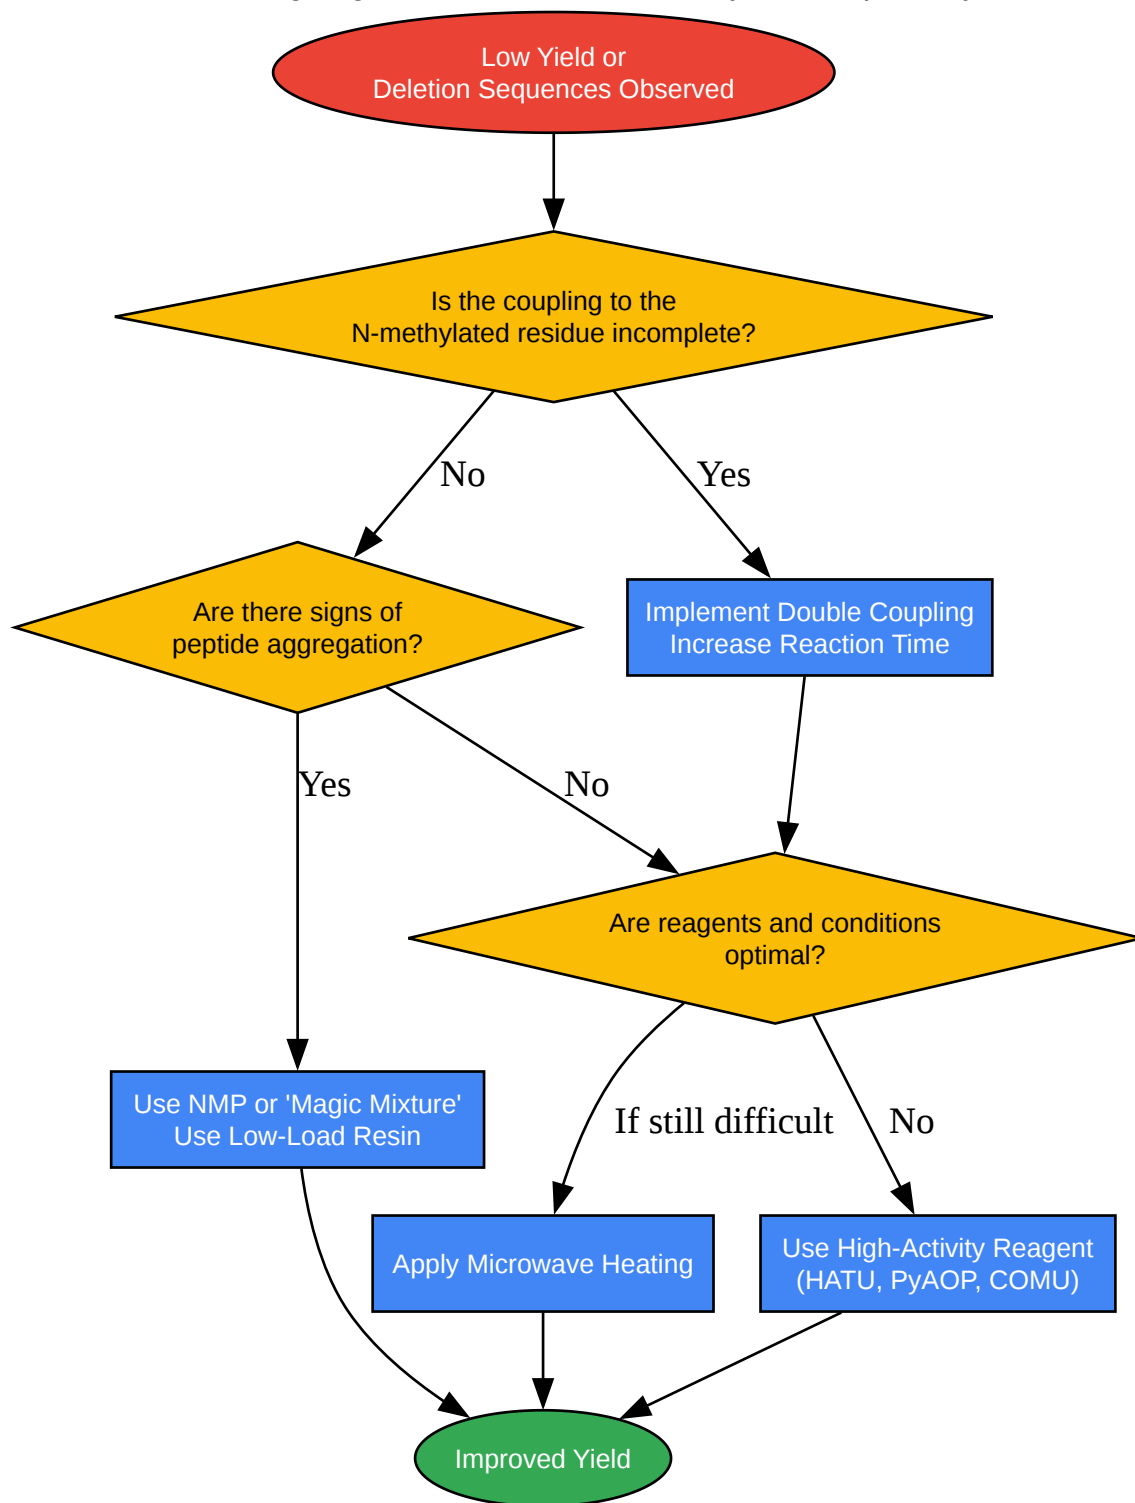 Low Yield or
Deletion Sequences Observed
Is the coupling to the
N-methylated residue incomplete?
No
Yes
Are there signs of
peptide aggregation?
Implement Double Coupling
Increase Reaction Time
Yes
No
Are reagents and conditions
optimal?
Use NMP or 'Magic Mixture'
Use Low-Load Resin
If still difficult
No
Apply Microwave Heating
Use High-Activity Reagent
(HATU, PyAOP, COMU)
Improved Yield